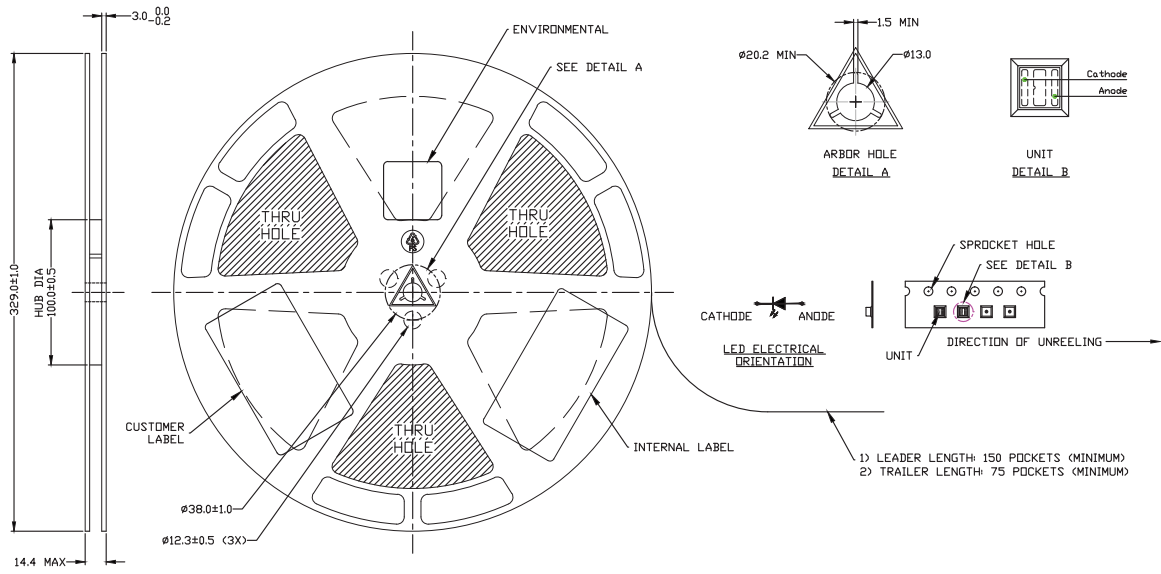 3.0 0.0 -0.2
ENVIRONMENTAL
SEE DETAIL A
1.5 MIN
ø20.2 MIN
ø13.0
ARBOR HOLE
DETAIL A
Cathode
Anode
UNIT
DETAIL B
329.0±1.0
HUB DIA
100.0±0.5
THRU
HOLE
THRU
HOLE
THRU
HOLE
CUSTOMER
LABEL
INTERNAL LABEL
ø38.0±1.0
ø12.3±0.5 (3X)
14.4 MAX
SPROCKET HOLE
SEE DETAIL B
CATHODE
ANODE
LED ELECTRICAL
ORIENTATION
UNIT
DIRECTION OF UNREELING
1) LEADER LENGTH: 150 POCKETS (MINIMUM)
2) TRAILER LENGTH: 75 POCKETS (MINIMUM)